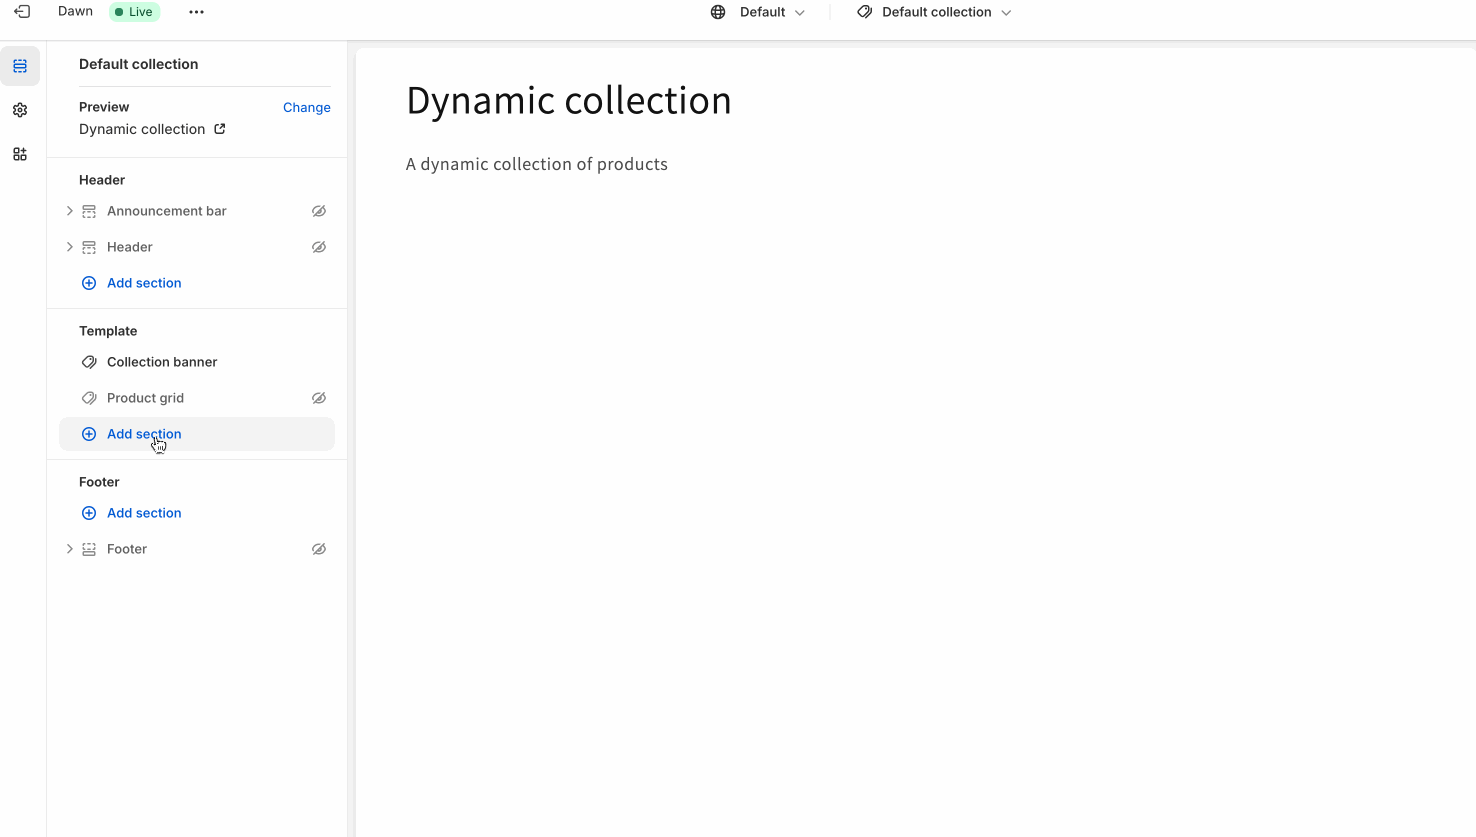 Dawn Live Default Default collection
Default collection
Preview Change
Dynamic collection
Header
Announcement bar
Header
Add section
Template
Collection banner
Product grid
Add section
Footer
Add section
Footer
Dynamic collection
A dynamic collection of products